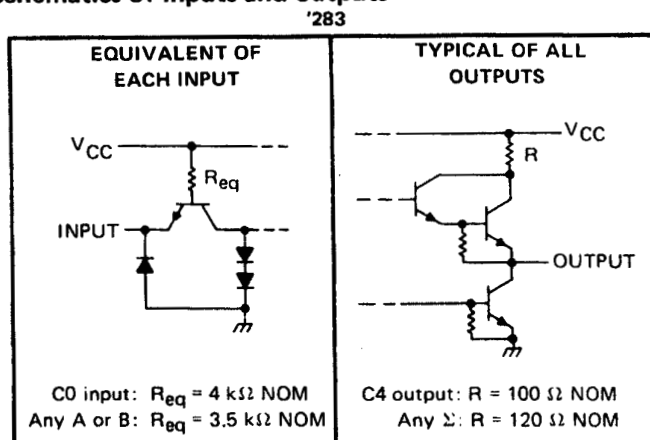 schematics of inputs and outputs
'283
EQUIVALENT OF
EACH INPUT
VCC
Req
INPUT
C0 input: Req = 4 kΩ NOM
Any A or B: Req = 3.5 kΩ NOM
TYPICAL OF ALL
OUTPUTS
VCC
R
OUTPUT
C4 output: R = 100 Ω NOM
Any Σ: R = 120 Ω NOM